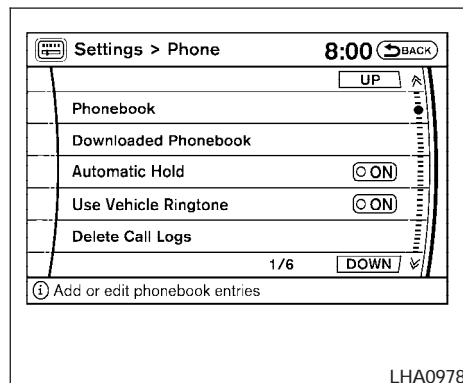 Settings > Phone 8:00 BACK
UP
Phonebook
Downloaded Phonebook
Automatic Hold ON
Use Vehicle Ringtone ON
Delete Call Logs
1/6 DOWN
i Add or edit phonebook entries
LHA0978